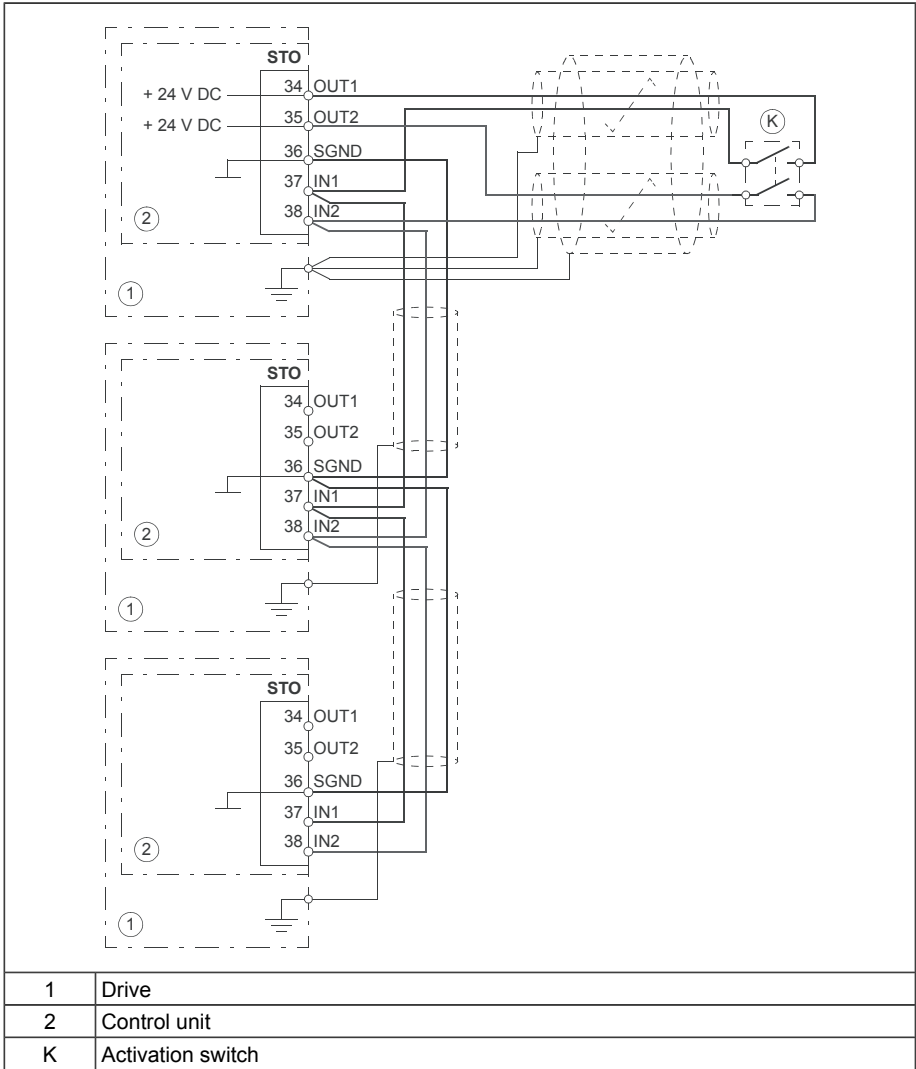 STO
34 OUT1
+ 24 V DC
35 OUT2
+ 24 V DC
36 SGND
37 IN1
38 IN2
2
1
K
STO
34 OUT1
35 OUT2
36 SGND
37 IN1
38 IN2
2
1
STO
34 OUT1
35 OUT2
36 SGND
37 IN1
38 IN2
2
1
1 Drive
2 Control unit
K Activation switch